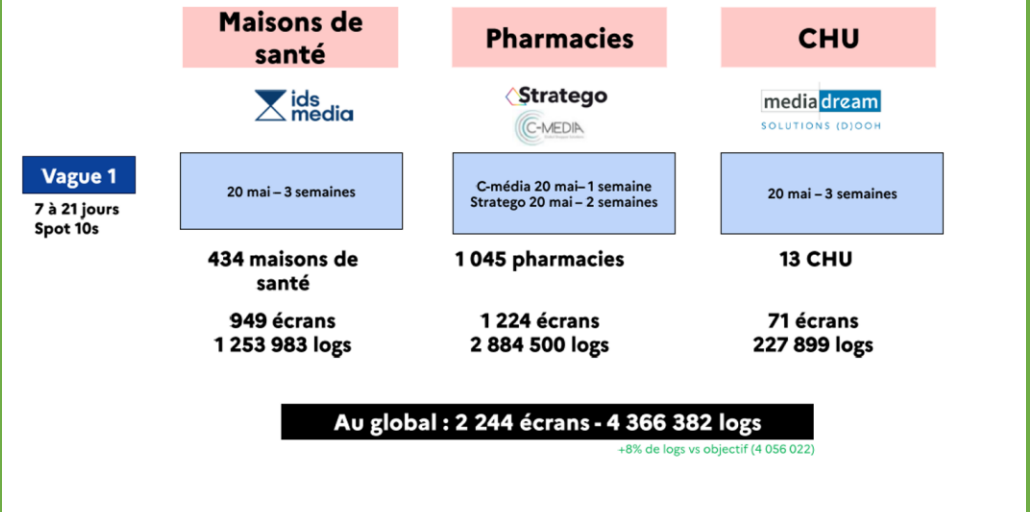 Maisons de
santé
Pharmacies
CHU
ids
media
Stratego
C-MEDIA
mediadream
SOLUTIONS (D)OOH
Vague 1
7 à 21 jours
Spot 10s
20 mai – 3 semaines
C-média 20 mai– 1 semaine
Stratego 20 mai – 2 semaines
20 mai – 3 semaines
434 maisons de
santé
1 045 pharmacies
13 CHU
949 écrans
1 253 983 logs
1 224 écrans
2 884 500 logs
71 écrans
227 899 logs
Au global : 2 244 écrans - 4 366 382 logs
+8% de logs vs objectif (4 056 022)